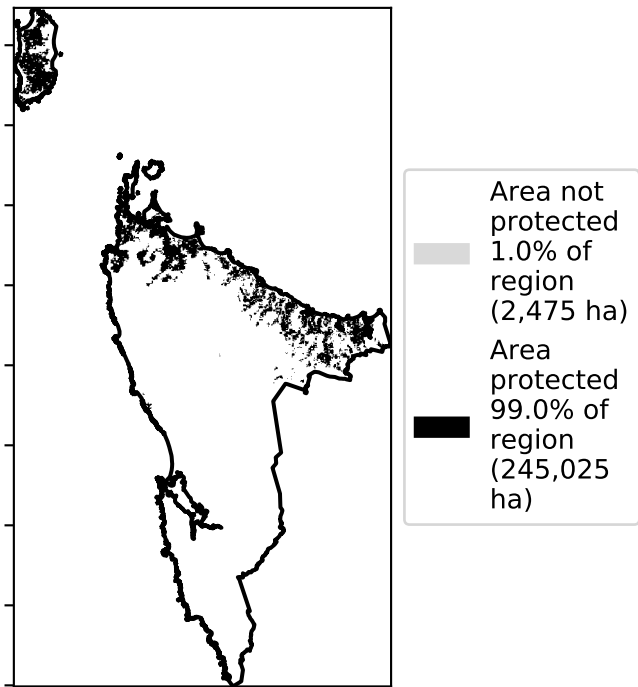 Area not
protected
1.0% of
region
(2,475 ha)
Area
protected
99.0% of
region
(245,025
ha)